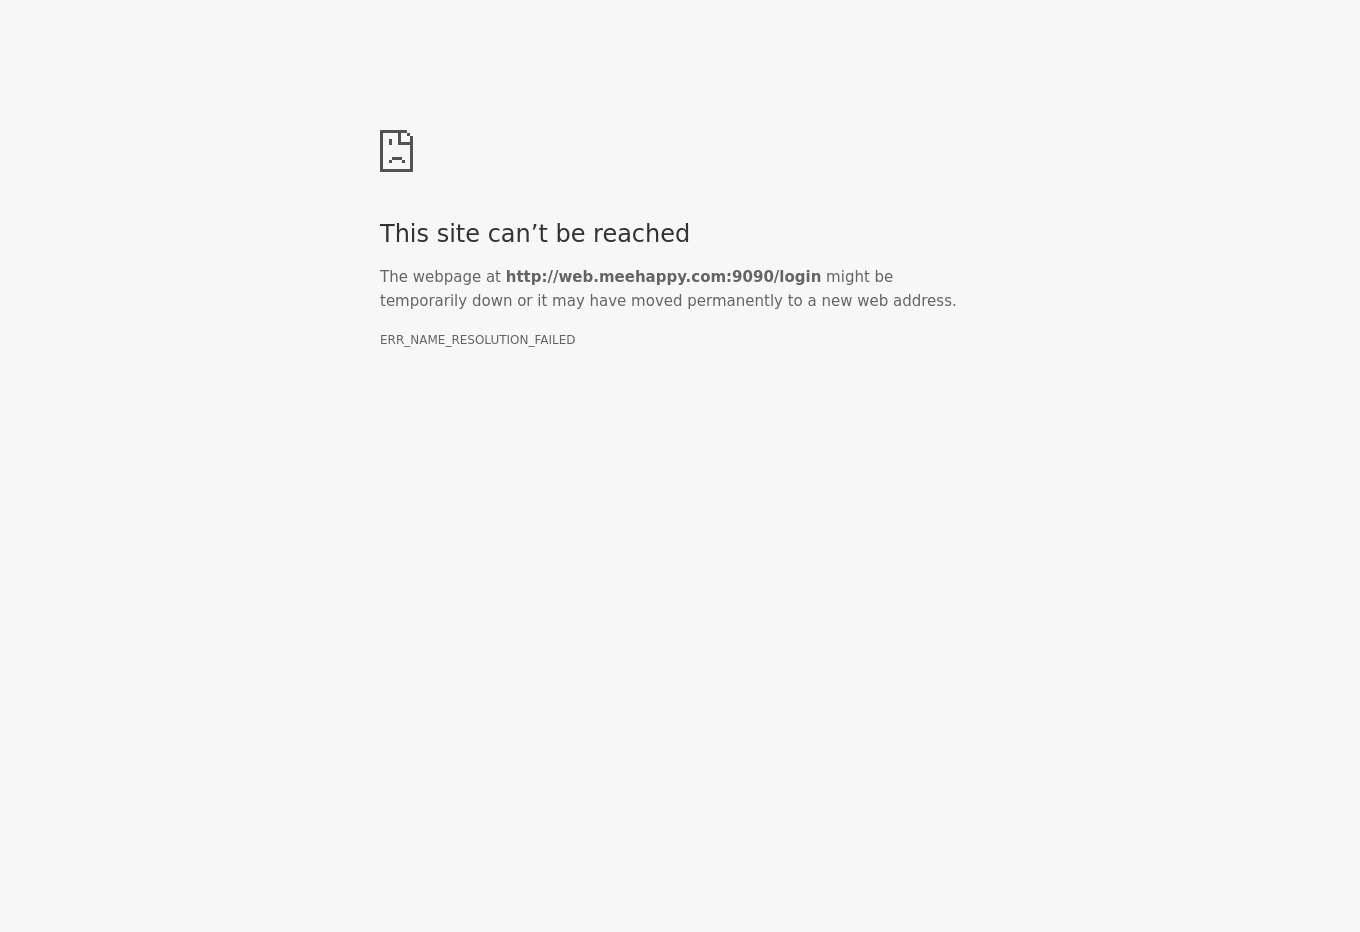 This site can’t be reached
The webpage at http://web.meehappy.com:9090/login might be
temporarily down or it may have moved permanently to a new web address.
ERR_NAME_RESOLUTION_FAILED